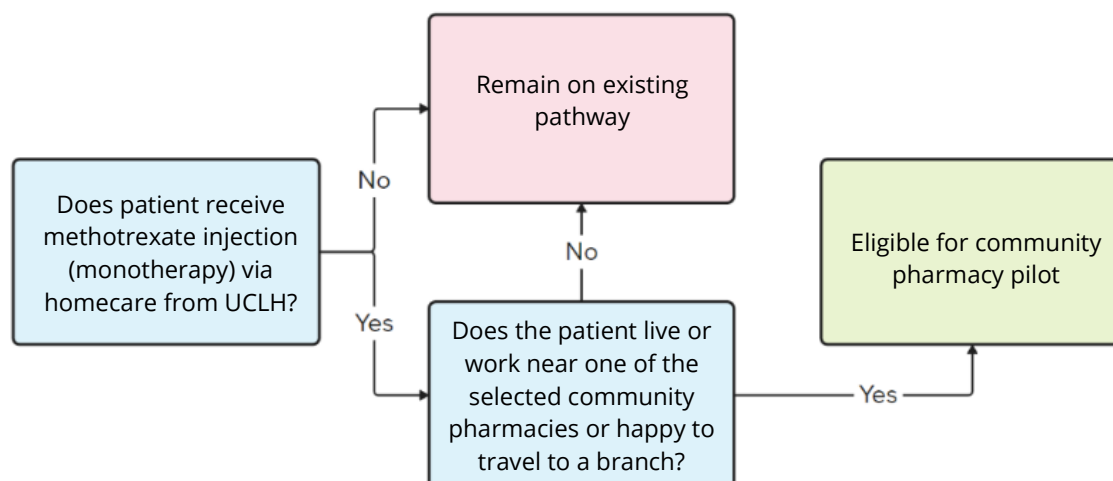 Remain on existing
pathway
Does patient receive
methotrexate injection
(monotherapy) via
homecare from UCLH?
No
Yes
No
Does the patient live or
work near one of the
selected community
pharmacies or happy to
travel to a branch?
Yes
Eligible for community
pharmacy pilot